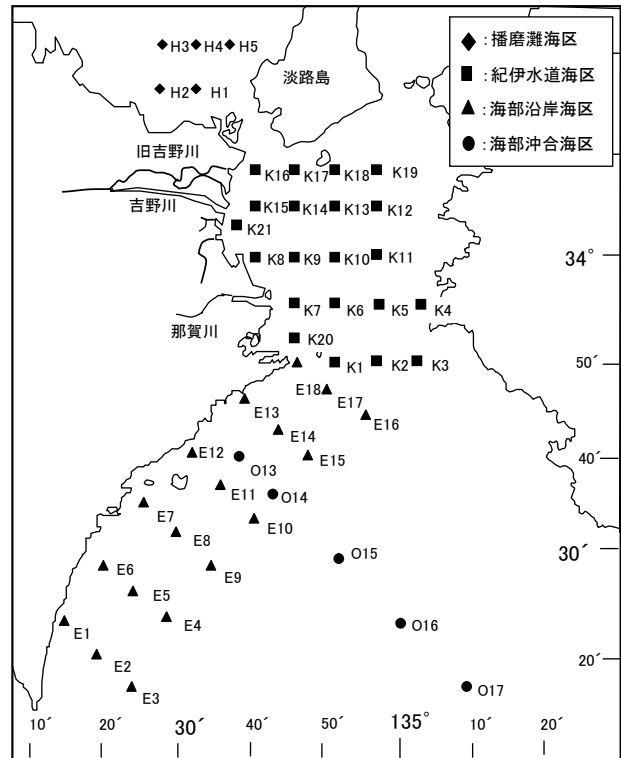 H3 H4 H5
H2 H1
淡路島
◆ : 播磨灘海区
■ : 紀伊水道海区
▲ : 海部沿岸海区
● : 海部沖合海区
旧吉野川
吉野川
那賀川
K16 K17 K18 K19
K15 K14 K13 K12
K21
K8 K9 K10 K11
K7 K6 K5 K4
K20
K1 K2 K3
E18 E17
E13 E16
E14
E12 E15
O13
E11 O14
E7 E10
E8
O15
E6 E9
E5
E4 O16
E1
E2
E3 O17
34°
50′
40′
30′
20′
10′ 20′ 30′ 40′ 50′ 135° 10′ 20′